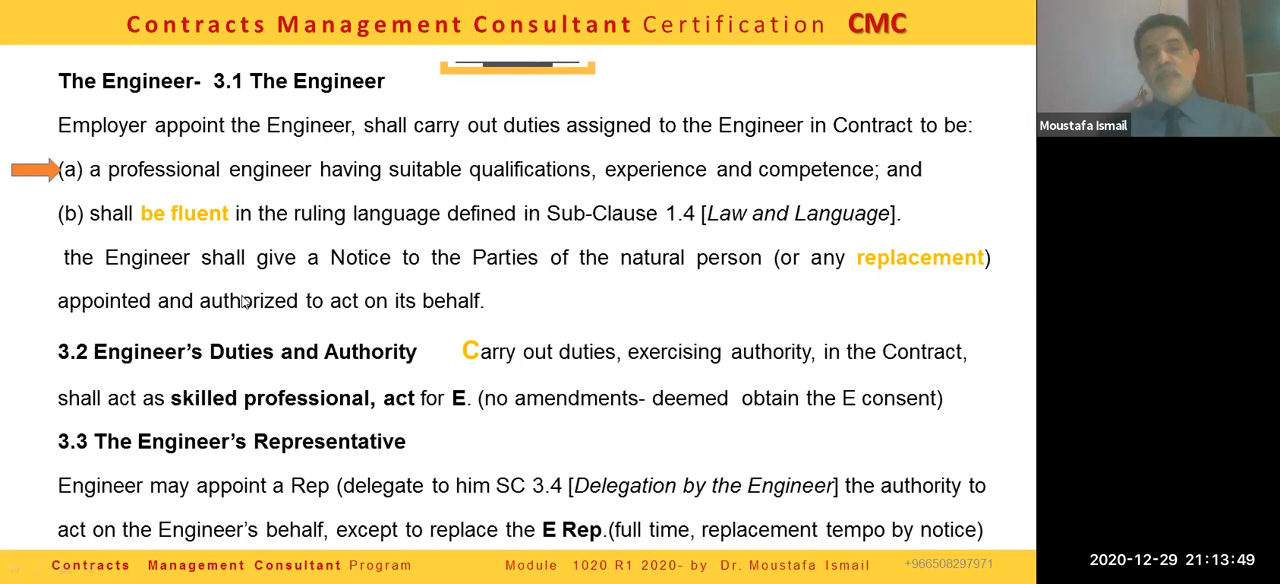 Contracts Management Consultant Certification CMC
The Engineer- 3.1 The Engineer
Employer appoint the Engineer, shall carry out duties assigned to the Engineer in Contract to be:
(a) a professional engineer having suitable qualifications, experience and competence; and
(b) shall be fluent in the ruling language defined in Sub-Clause 1.4 [Law and Language].
the Engineer shall give a Notice to the Parties of the natural person (or any replacement)
appointed and authorized to act on its behalf.
3.2 Engineer’s Duties and Authority Carry out duties, exercising authority, in the Contract,
shall act as skilled professional, act for E. (no amendments- deemed obtain the E consent)
3.3 The Engineer’s Representative
Engineer may appoint a Rep (delegate to him SC 3.4 [Delegation by the Engineer] the authority to
act on the Engineer’s behalf, except to replace the E Rep.(full time, replacement tempo by notice)
Contracts Management Consultant Program Module 1020 R1 2020- by Dr. Moustafa Ismail +966508297971
Moustafa Ismail
2020-12-29 21:13:49